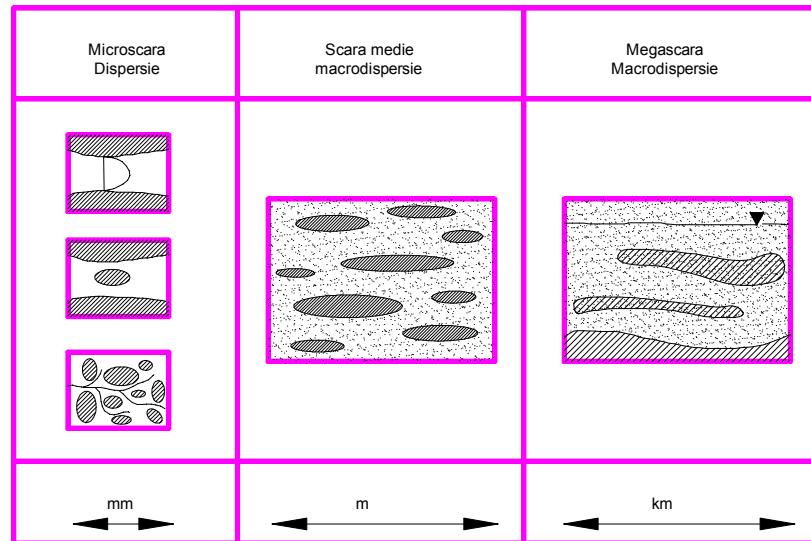 Microscara
Dispersie
Scara medie
macrodispersie
Megascara
Macrodispersie
mm
m
km